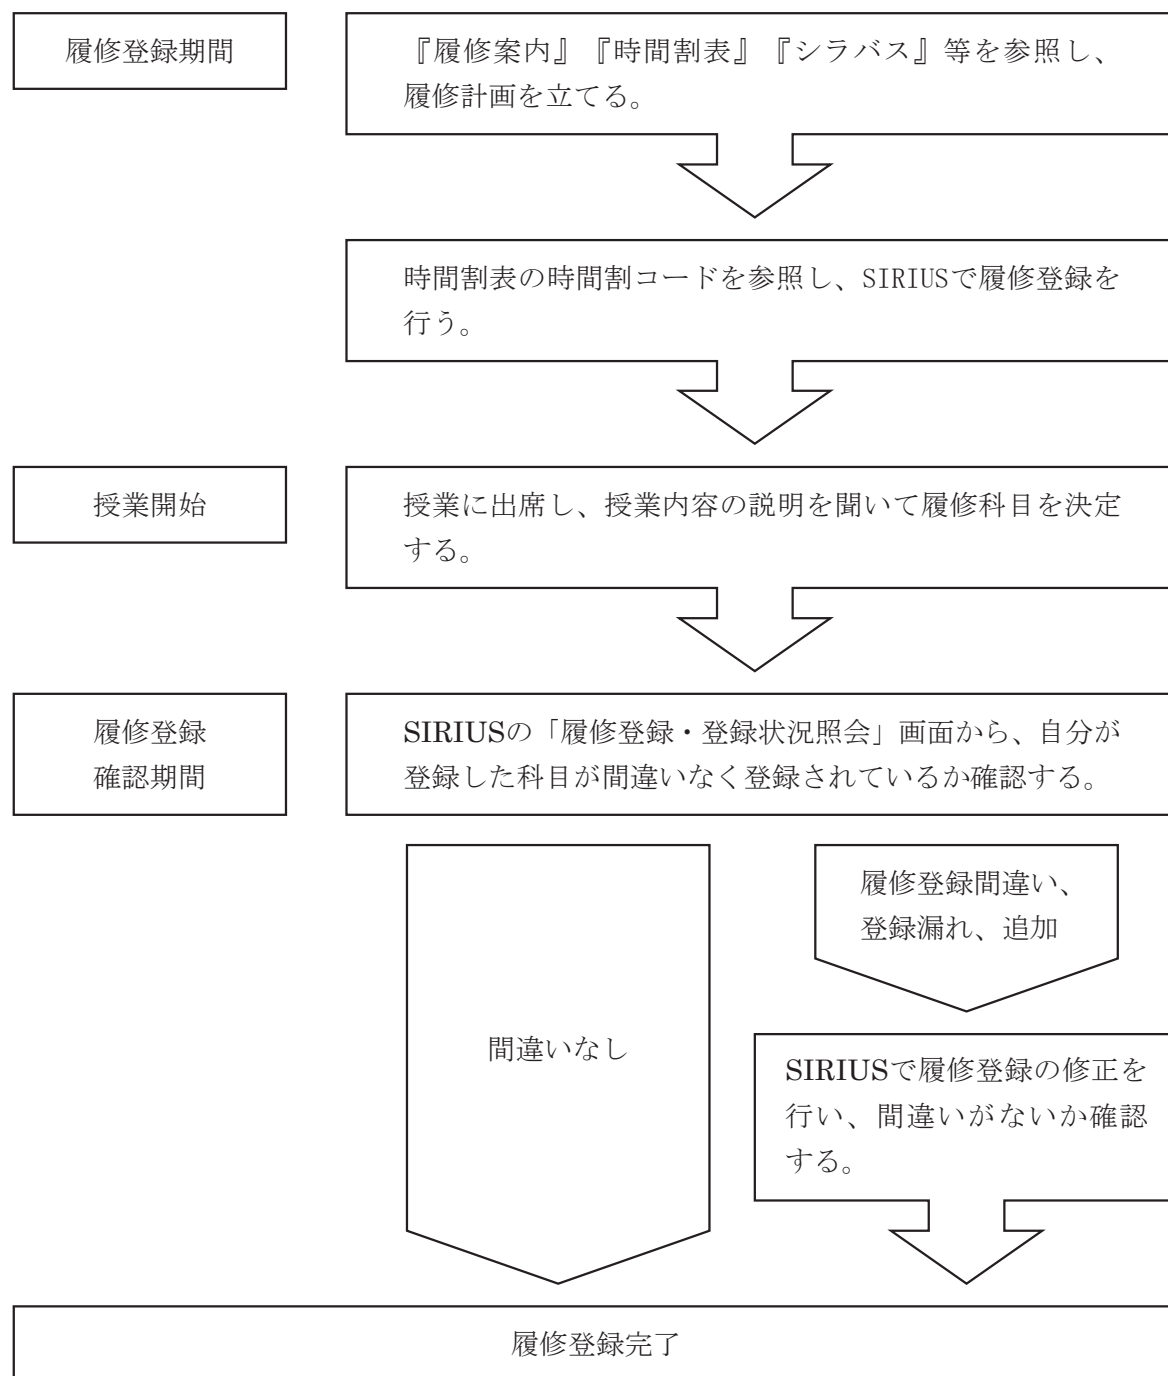 履修登録期間
『履修案内』『時間割表』『シラバス』等を参照し、
履修計画を立てる。
時間割表の時間割コードを参照し、SIRIUSで履修登録を
行う。
授業開始
授業に出席し、授業内容の説明を聞いて履修科目を決定
する。
履修登録
確認期間
SIRIUSの「履修登録・登録状況照会」画面から、自分が
登録した科目が間違いなく登録されているか確認する。
履修登録間違い、
登録漏れ、追加
間違いなし
SIRIUSで履修登録の修正を
行い、間違いがないか確認
する。
履修登録完了